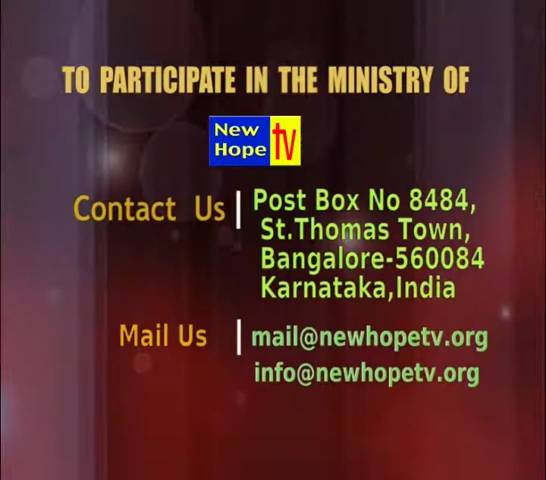 TO PARTICIPATE IN THE MINISTRY OF
New Hope tv
Contact Us | Post Box No 8484,
St.Thomas Town,
Bangalore-560084
Karnataka,India
Mail Us | mail@newhopetv.org
info@newhopetv.org